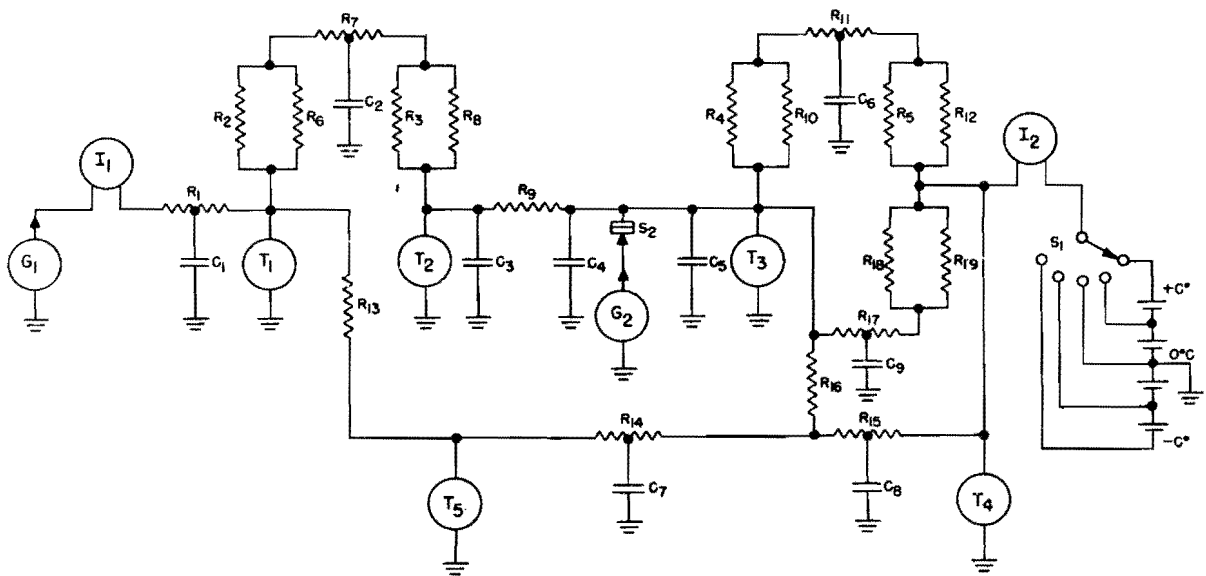 R7
R11
R2
R6
C2
R3
R8
R4
R10
C6
R5
R12
I1
I2
R1
R9
S2
S1
G1
C1
T1
T2
C3
C4
G2
C5
T3
R18
R19
+C°
R13
R17
0°C
C9
R16
R14
R15
-C°
C7
C8
T5
T4